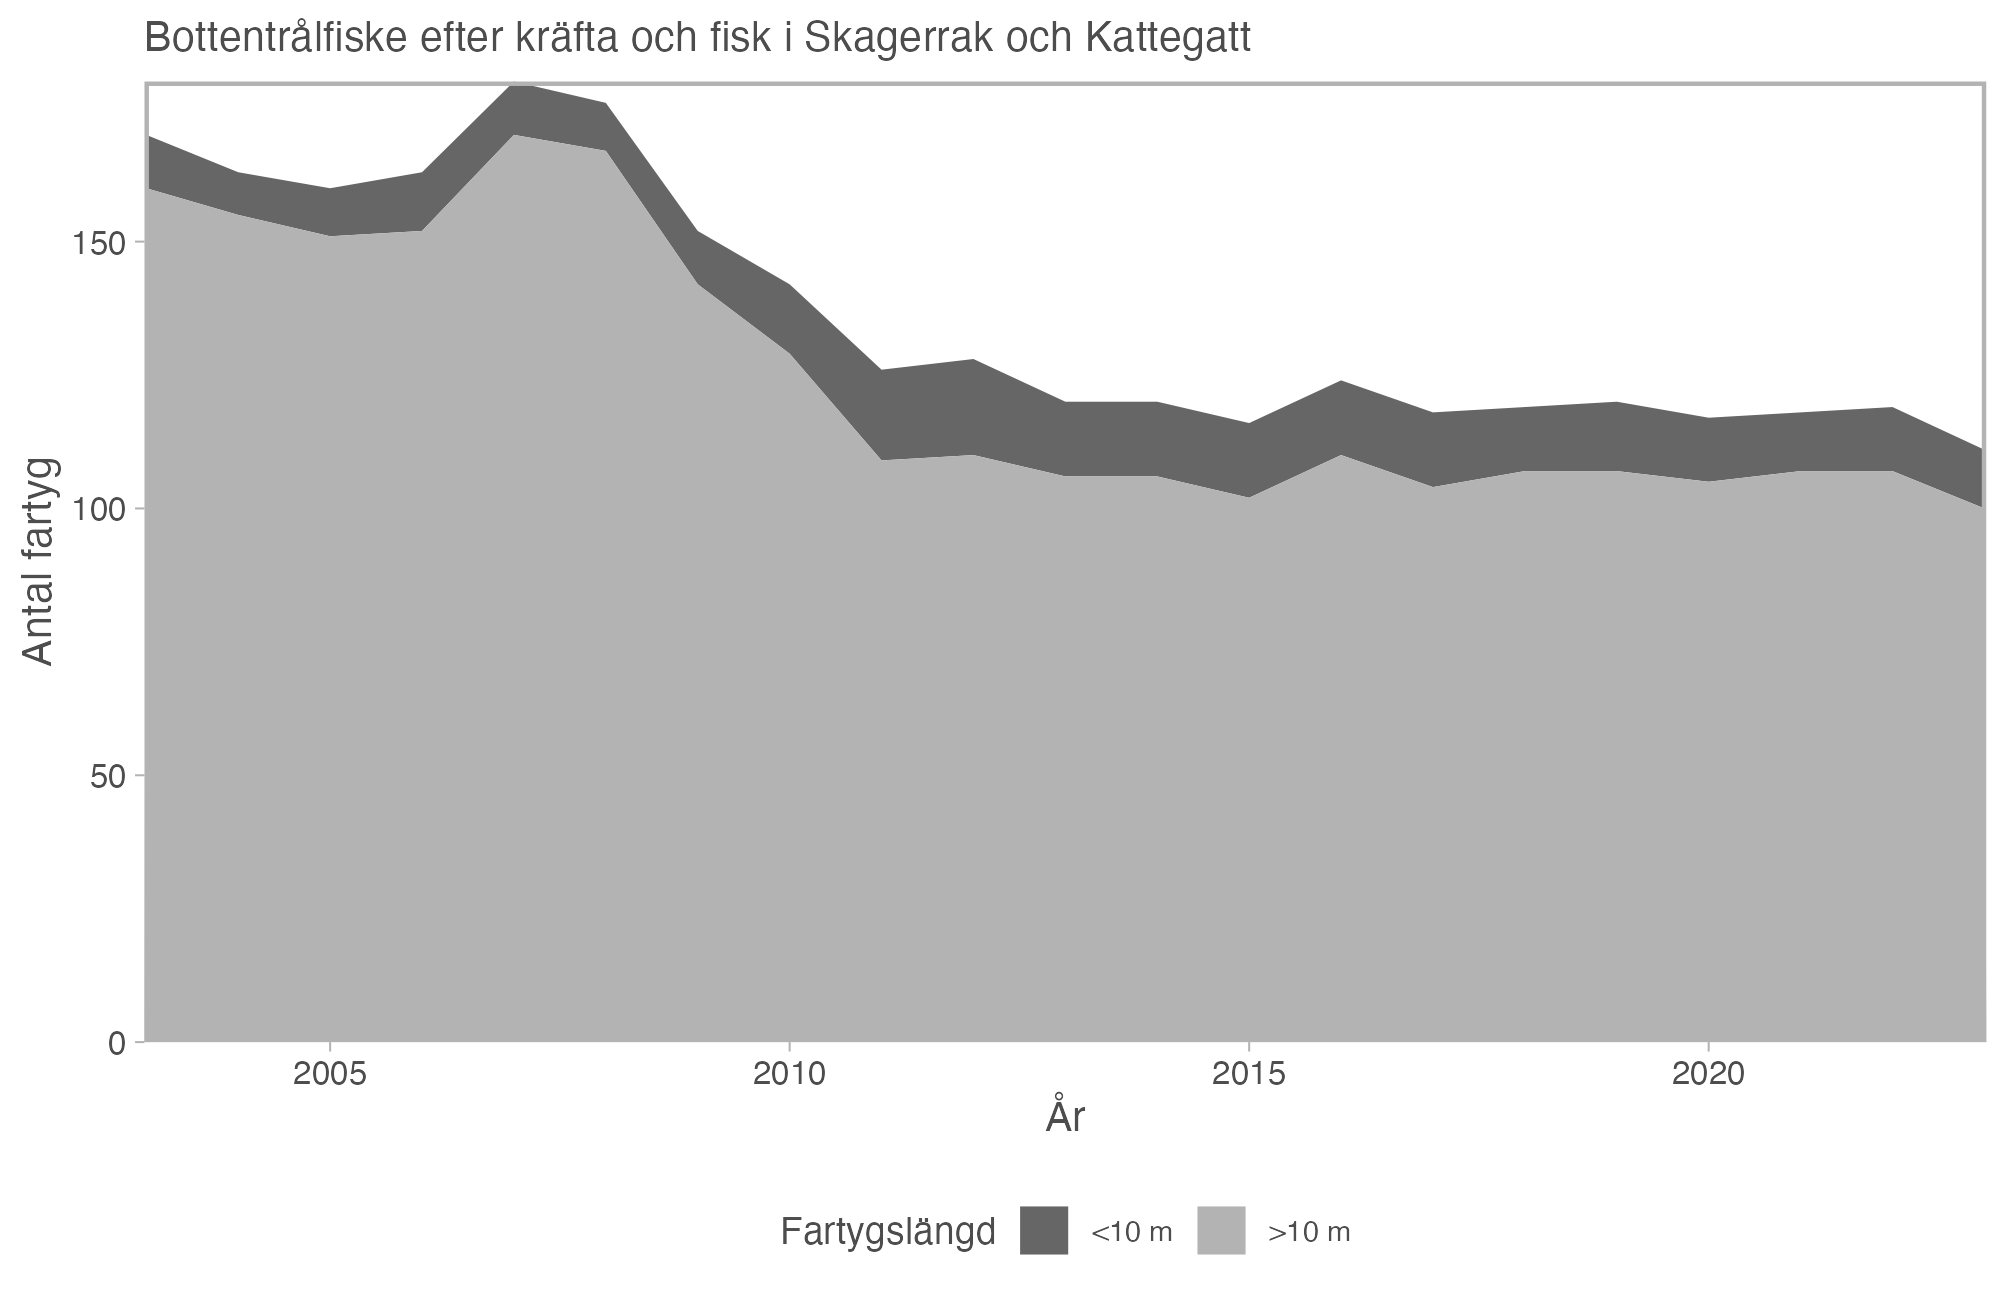 Bottentrålfiske efter kräfta och fisk i Skagerrak och Kattegatt
Antal fartyg
150
100
50
0
2005
2010
2015
2020
År
Fartygslängd
<10 m
>10 m